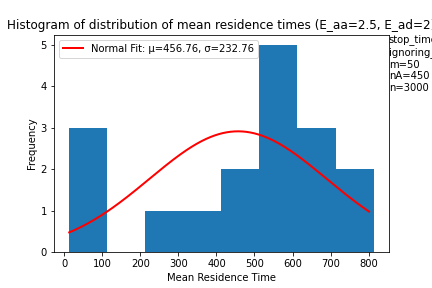 Histogram of distribution of mean residence times (E_aa=2.5, E_ad=2.
stop_time
ignoring_
m=50
nA=450
n=3000
Normal Fit: μ=456.76, σ=232.76
5
4
3
2
1
0
Frequency
0 100 200 300 400 500 600 700 800
Mean Residence Time